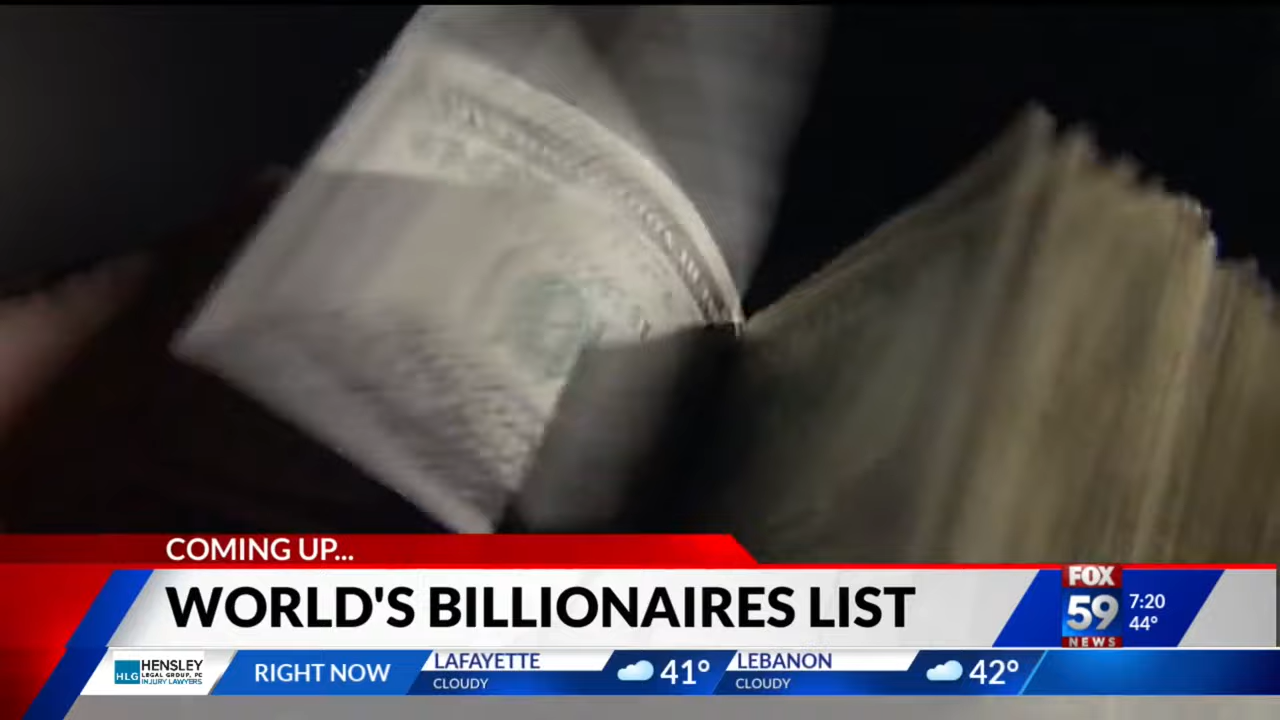 COMING UP...
WORLD'S BILLIONAIRES LIST
FOX
59
NEWS
7:20
44°
HLG
HENSLEY
LEGAL GROUP, PC
INJURY LAWYERS
RIGHT NOW
LAFAYETTE
CLOUDY
41°
LEBANON
CLOUDY
42°